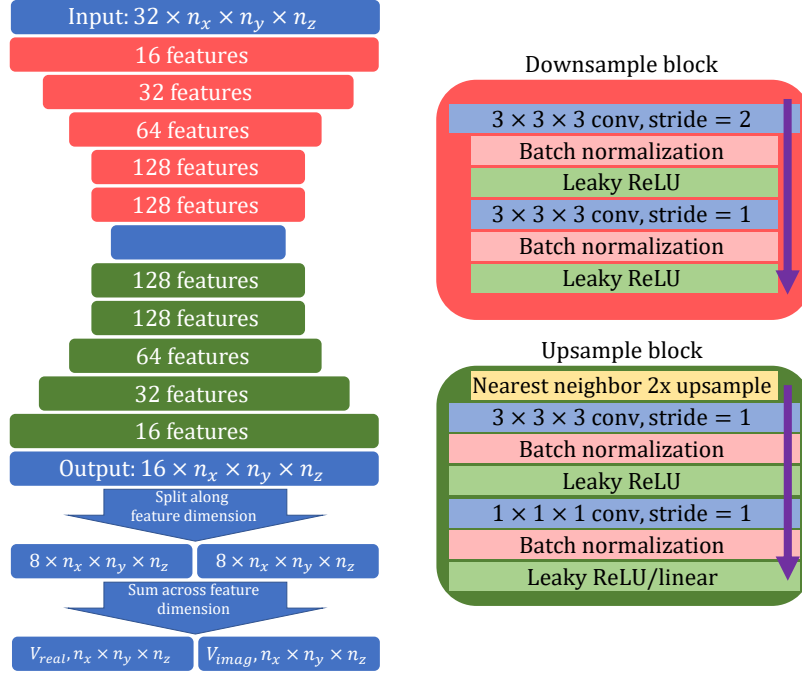 Input: 32 × n_x × n_y × n_z
16 features
32 features
64 features
128 features
128 features
128 features
128 features
64 features
32 features
16 features
Output: 16 × n_x × n_y × n_z
Split along
feature dimension
8 × n_x × n_y × n_z
8 × n_x × n_y × n_z
Sum across feature
dimension
V_real, n_x × n_y × n_z
V_imag, n_x × n_y × n_z
Downsample block
3 × 3 × 3 conv, stride = 2
Batch normalization
Leaky ReLU
3 × 3 × 3 conv, stride = 1
Batch normalization
Leaky ReLU
Upsample block
Nearest neighbor 2x upsample
3 × 3 × 3 conv, stride = 1
Batch normalization
Leaky ReLU
1 × 1 × 1 conv, stride = 1
Batch normalization
Leaky ReLU/linear